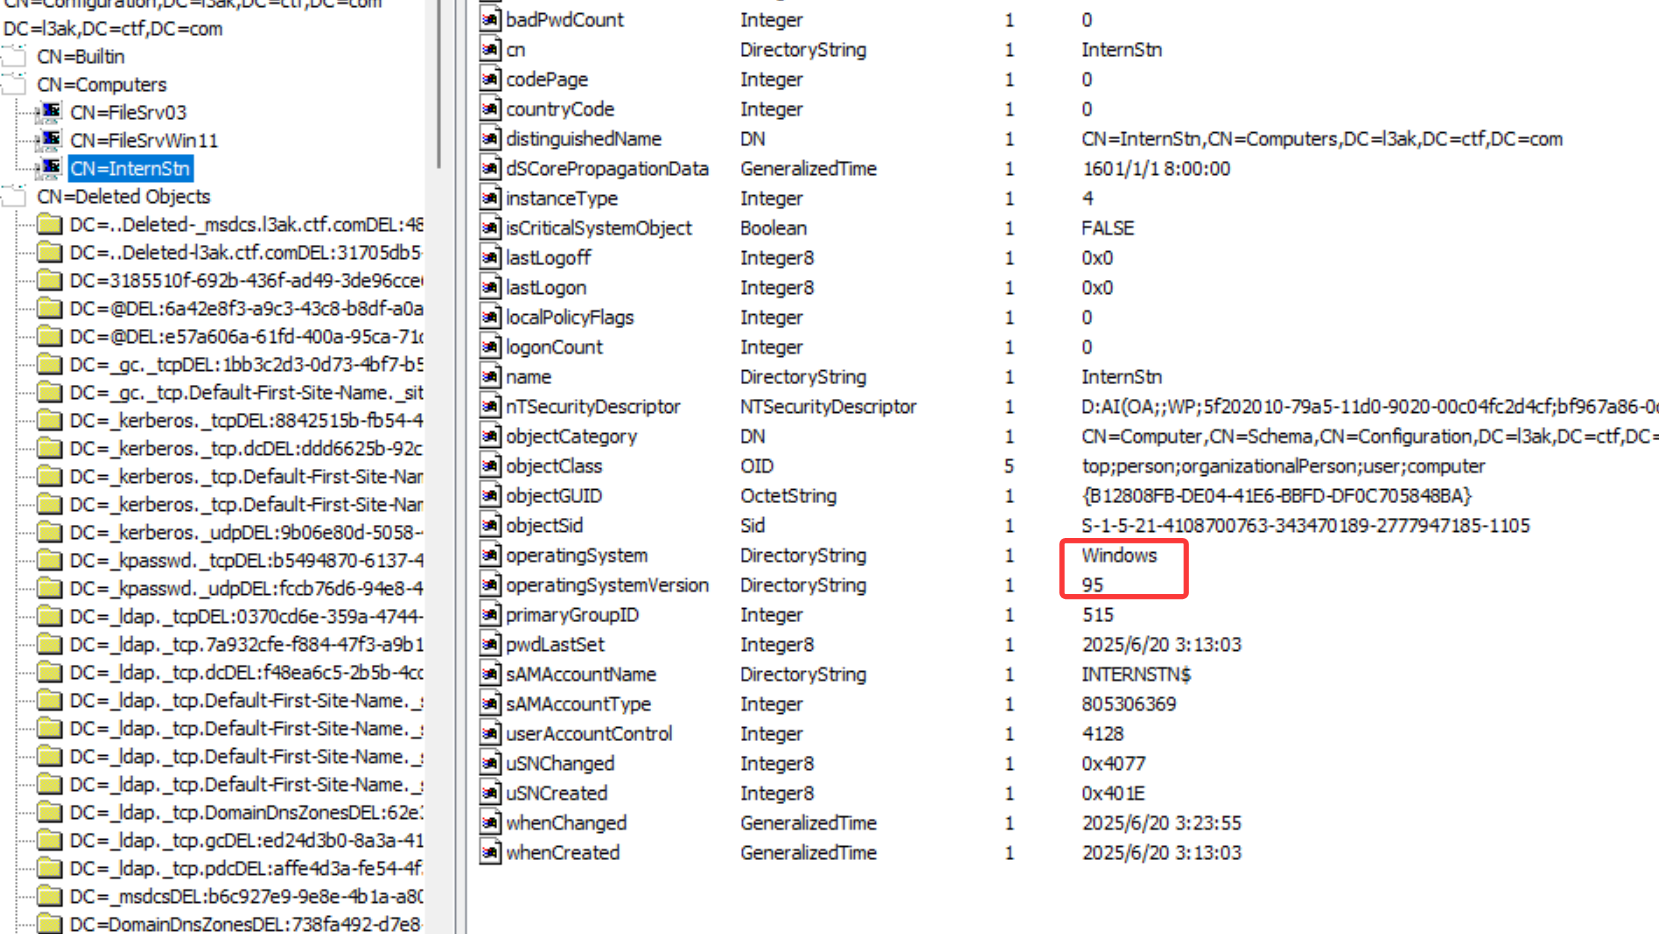 CN=Configuration,DC=l3ak,DC=ctf,DC=com
DC=l3ak,DC=ctf,DC=com
CN=Builtin
CN=Computers
CN=FileSrv03
CN=FileSrvWin11
CN=InternStn
CN=Deleted Objects
DC=..Deleted-_msdcs.l3ak.ctf.comDEL:48
DC=..Deleted-l3ak.ctf.comDEL:31705db5-
DC=3185510f-692b-436f-ad49-3de96cce
DC=@DEL:6a42e8f3-a9c3-43c8-b8df-a0a
DC=@DEL:e57a606a-61fd-400a-95ca-71
DC=_gc._tcpDEL:1bb3c2d3-0d73-4bf7-b5
DC=_gc._tcp.Default-First-Site-Name._sit
DC=_kerberos._tcpDEL:8842515b-fb54-4
DC=_kerberos._tcp.dcDEL:ddd6625b-92c
DC=_kerberos._tcp.Default-First-Site-Nar
DC=_kerberos._tcp.Default-First-Site-Nar
DC=_kerberos._udpDEL:9b06e80d-5058-
DC=_kpasswd._tcpDEL:b5494870-6137-4
DC=_kpasswd._udpDEL:fccb76d6-94e8-4
DC=_ldap._tcpDEL:0370cd6e-359a-4744-
DC=_ldap._tcp.7a932cfe-f884-47f3-a9b1
DC=_ldap._tcp.dcDEL:f48ea6c5-2b5b-4cc
DC=_ldap._tcp.Default-First-Site-Name._
DC=_ldap._tcp.Default-First-Site-Name._
DC=_ldap._tcp.Default-First-Site-Name._
DC=_ldap._tcp.Default-First-Site-Name._
DC=_ldap._tcp.DomainDnsZonesDEL:62e
DC=_ldap._tcp.gcDEL:ed24d3b0-8a3a-41
DC=_ldap._tcp.pdcDEL:affe4d3a-fe54-4f
DC=_msdcsDEL:b6c927e9-9e8e-4b1a-a80
DC=DomainDnsZonesDEL:738fa492-d7e8-
badPwdCount Integer 1 0
cn DirectoryString 1 InternStn
codePage Integer 1 0
countryCode Integer 1 0
distinguishedName DN 1 CN=InternStn,CN=Computers,DC=l3ak,DC=ctf,DC=com
dSCorePropagationData GeneralizedTime 1 1601/1/1 8:00:00
instanceType Integer 1 4
isCriticalSystemObject Boolean 1 FALSE
lastLogoff Integer8 1 0x0
lastLogon Integer8 1 0x0
localPolicyFlags Integer 1 0
logonCount Integer 1 0
name DirectoryString 1 InternStn
nTSecurityDescriptor NTSecurityDescriptor 1 D:AI(OA;;WP;5f202010-79a5-11d0-9020-00c04fc2d4cf;bf967a86-0
objectCategory DN 1 CN=Computer,CN=Schema,CN=Configuration,DC=l3ak,DC=ctf,DC=
objectClass OID 5 top;person;organizationalPerson;user;computer
objectGUID OctetString 1 {B12808FB-DE04-41E6-BBFD-DF0C705848BA}
objectSid Sid 1 S-1-5-21-4108700763-343470189-2777947185-1105
operatingSystem DirectoryString 1 Windows
operatingSystemVersion DirectoryString 1 95
primaryGroupID Integer 1 515
pwdLastSet Integer8 1 2025/6/20 3:13:03
sAMAccountName DirectoryString 1 INTERNSTN$
sAMAccountType Integer 1 805306369
userAccountControl Integer 1 4128
uSNChanged Integer8 1 0x4077
uSNCreated Integer8 1 0x401E
whenChanged GeneralizedTime 1 2025/6/20 3:23:55
whenCreated GeneralizedTime 1 2025/6/20 3:13:03